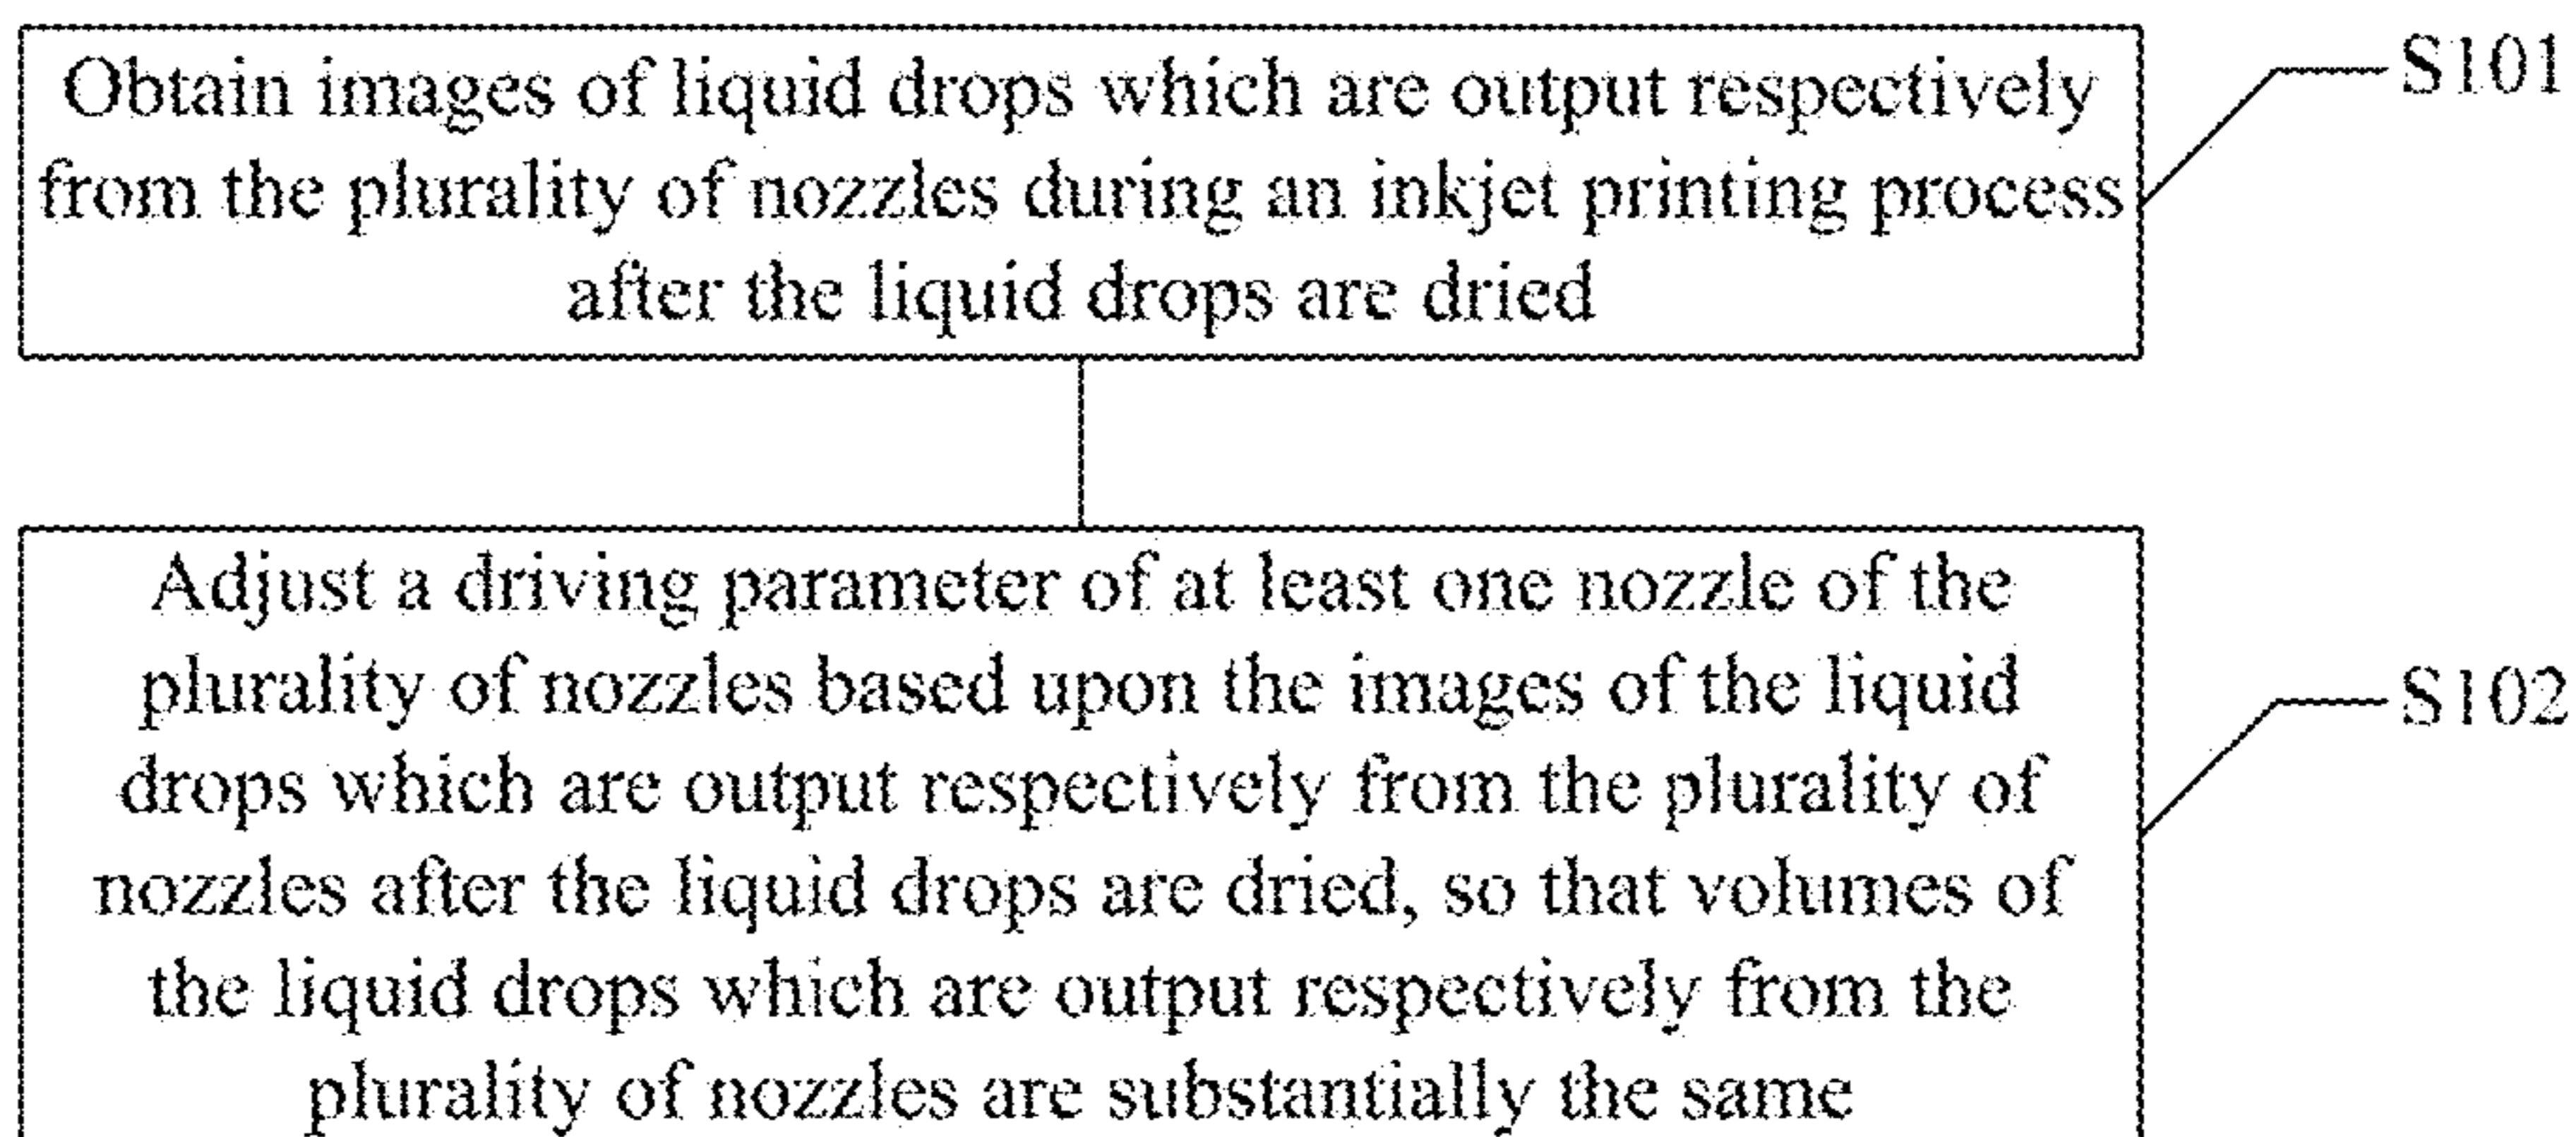 Obtain images of liquid drops which are output respectively
from the plurality of nozzles during an inkjet printing process
after the liquid drops are dried
S101
Adjust a driving parameter of at least one nozzle of the
plurality of nozzles based upon the images of the liquid
drops which are output respectively from the plurality of
nozzles after the liquid drops are dried, so that volumes of
the liquid drops which are output respectively from the
plurality of nozzles are substantially the same
S102